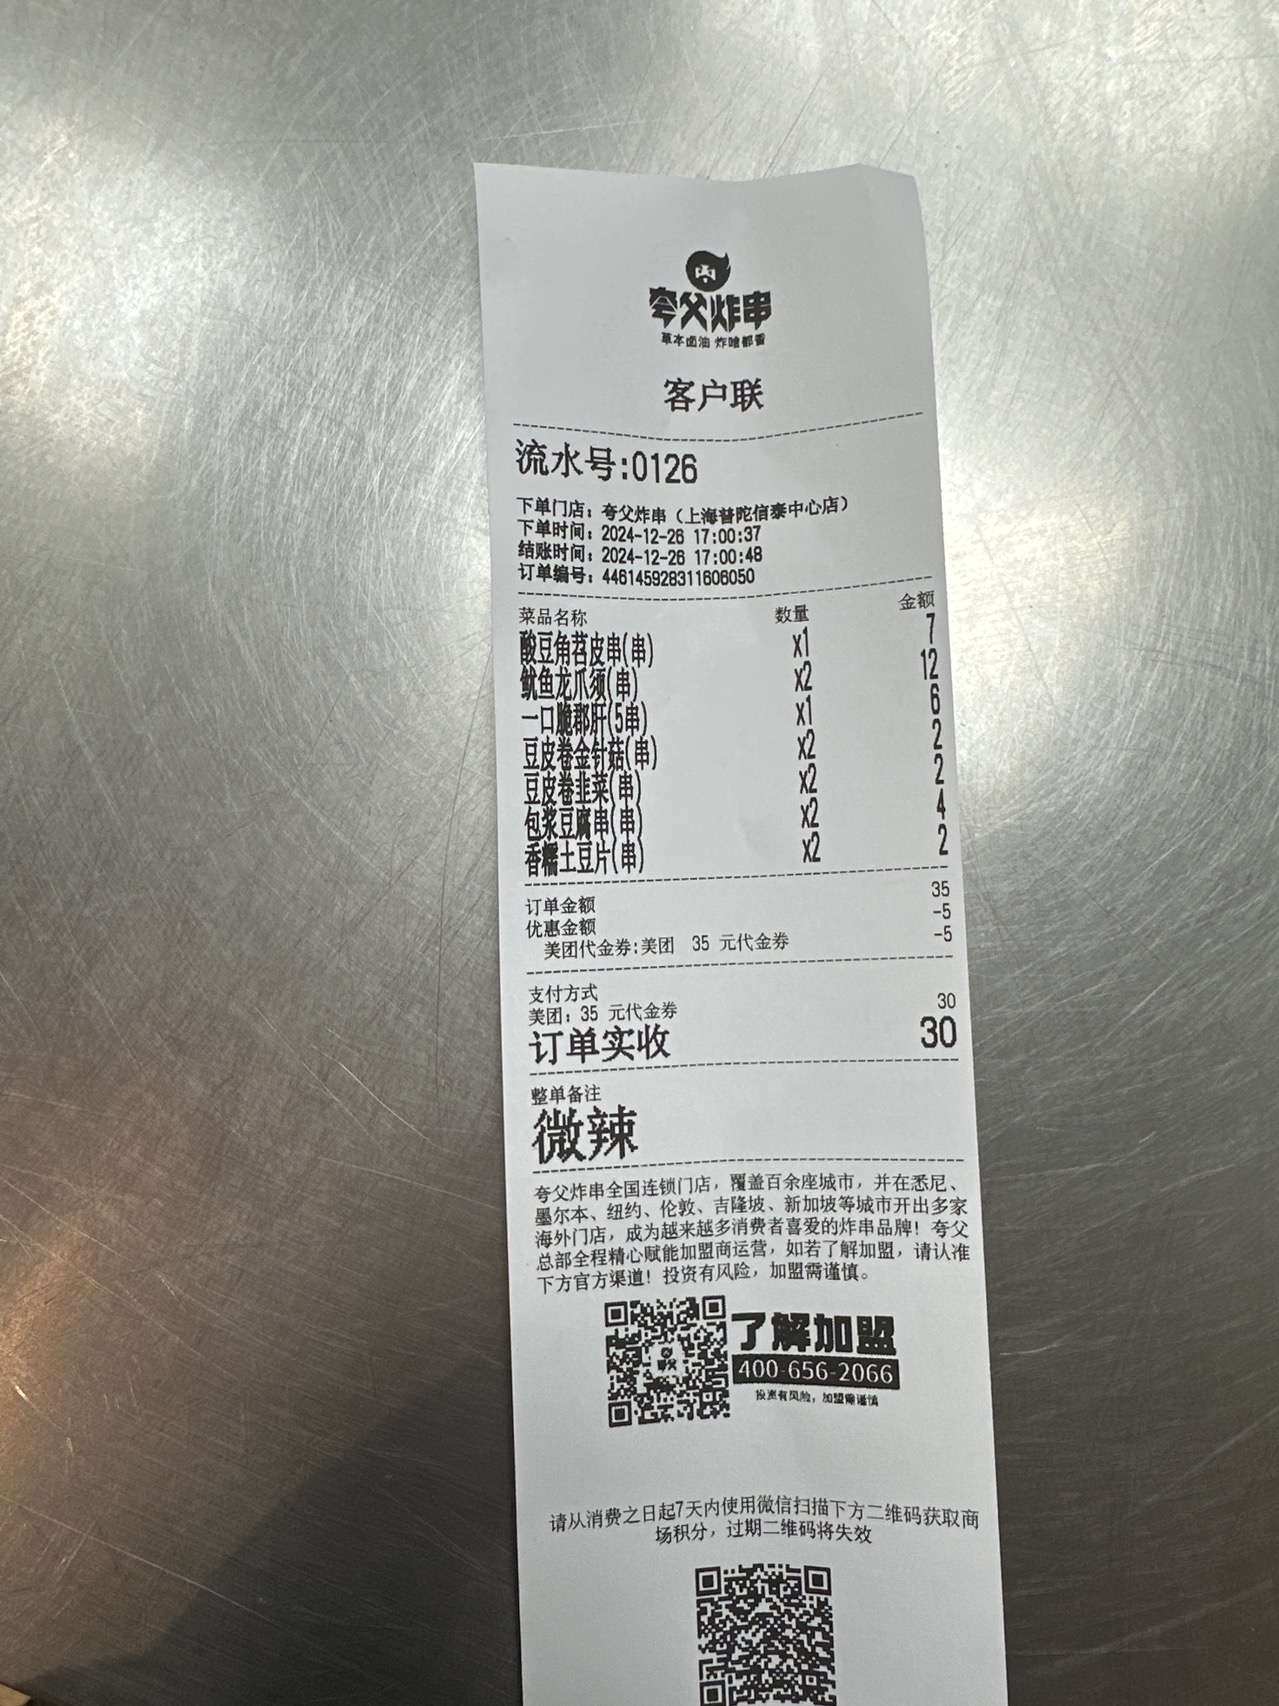 夸父炸串
草本卤油 炸啥都香
客户联
流水号:0126
下单门店：夸父炸串（上海普陀信泰中心店）
下单时间：2024-12-26 17:00:37
结账时间：2024-12-26 17:00:48
订单编号：446145928311606050
菜品名称 数量 金额
酸豆角苕皮串(串) x1 7
鱿鱼龙爪须(串) x2 12
一口脆郡肝(5串) x1 6
豆皮卷金针菇(串) x2 2
豆皮卷韭菜(串) x2 2
包浆豆腐串(串) x2 4
香糯土豆片(串) x2 2
订单金额 35
优惠金额 -5
美团代金券:美团 35 元代金券 -5
支付方式
美团：35 元代金券 30
订单实收 30
整单备注
微辣
夸父炸串全国连锁门店，覆盖百余座城市，并在悉尼、
墨尔本、纽约、伦敦、吉隆坡、新加坡等城市开出多家
海外门店，成为越来越多消费者喜爱的炸串品牌！夸父
总部全程精心赋能加盟商运营，如若了解加盟，请认准
下方官方渠道！投资有风险，加盟需谨慎。
了解加盟
400-656-2066
投资有风险，加盟需谨慎
请从消费之日起7天内使用微信扫描下方二维码获取商
场积分，过期二维码将失效